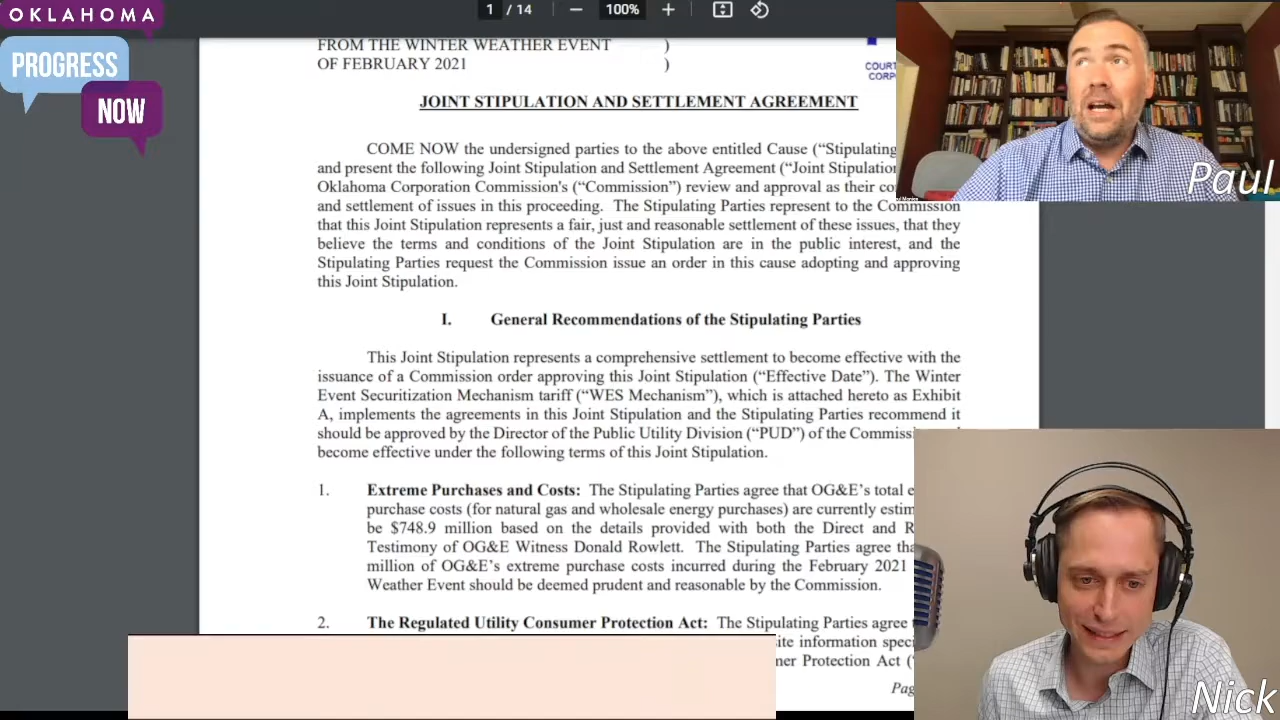 OKLAHOMA
PROGRESS
NOW
1 / 14
100%
FROM THE WINTER WEATHER EVENT )
OF FEBRUARY 2021 )
COURT
CORP
JOINT STIPULATION AND SETTLEMENT AGREEMENT
COME NOW the undersigned parties to the above entitled Cause (“Stipulating
and present the following Joint Stipulation and Settlement Agreement (“Joint Stipulation
Oklahoma Corporation Commission's (“Commission”) review and approval as their co
and settlement of issues in this proceeding. The Stipulating Parties represent to the Commission
that this Joint Stipulation represents a fair, just and reasonable settlement of these issues, that they
believe the terms and conditions of the Joint Stipulation are in the public interest, and the
Stipulating Parties request the Commission issue an order in this cause adopting and approving
this Joint Stipulation.
I. General Recommendations of the Stipulating Parties
This Joint Stipulation represents a comprehensive settlement to become effective with the
issuance of a Commission order approving this Joint Stipulation (“Effective Date”). The Winter
Event Securitization Mechanism tariff (“WES Mechanism”), which is attached hereto as Exhibit
A, implements the agreements in this Joint Stipulation and the Stipulating Parties recommend it
should be approved by the Director of the Public Utility Division (“PUD”) of the Commiss
become effective under the following terms of this Joint Stipulation.
1. Extreme Purchases and Costs: The Stipulating Parties agree that OG&E’s total e
purchase costs (for natural gas and wholesale energy purchases) are currently estim
be $748.9 million based on the details provided with both the Direct and R
Testimony of OG&E Witness Donald Rowlett. The Stipulating Parties agree tha
million of OG&E’s extreme purchase costs incurred during the February 2021
Weather Event should be deemed prudent and reasonable by the Commission.
2. The Regulated Utility Consumer Protection Act: The Stipulating Parties agree
site information speci
mer Protection Act (“
Pag
Paul
Nick